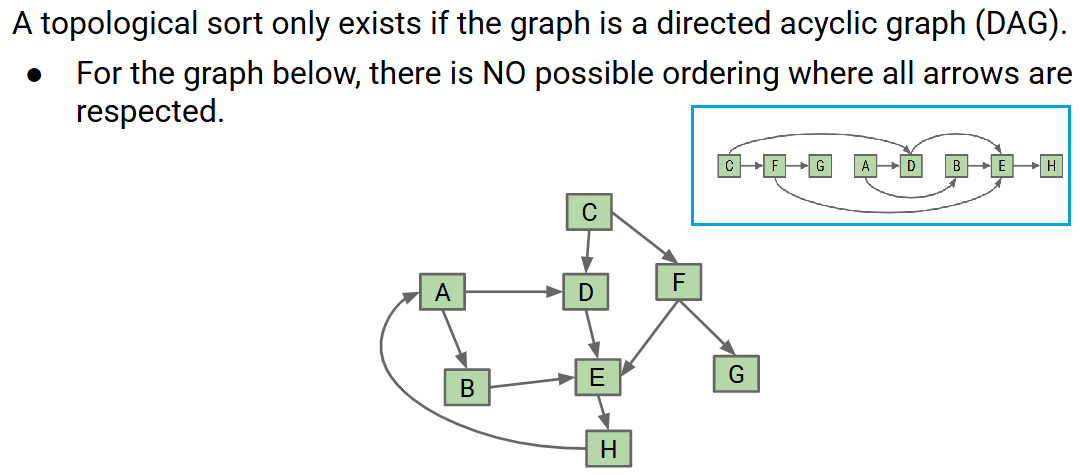 A topological sort only exists if the graph is a directed acyclic graph (DAG).
● For the graph below, there is NO possible ordering where all arrows are
respected.
C F G A D B E H
C
A D F
B E G
H